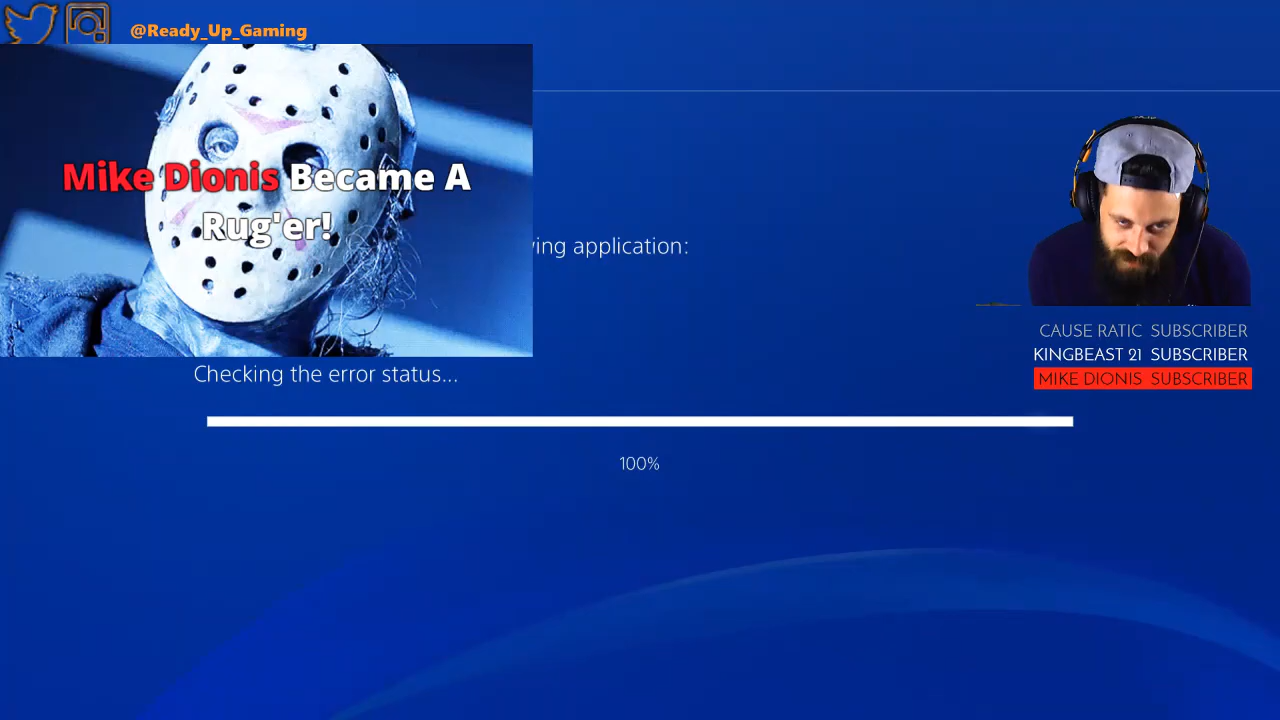 @Ready_Up_Gaming
Mike Dionis Became A
Rug'er!
wing application:
Checking the error status...
100%
CAUSE RATIC SUBSCRIBER
KINGBEAST 21 SUBSCRIBER
MIKE DIONIS SUBSCRIBER